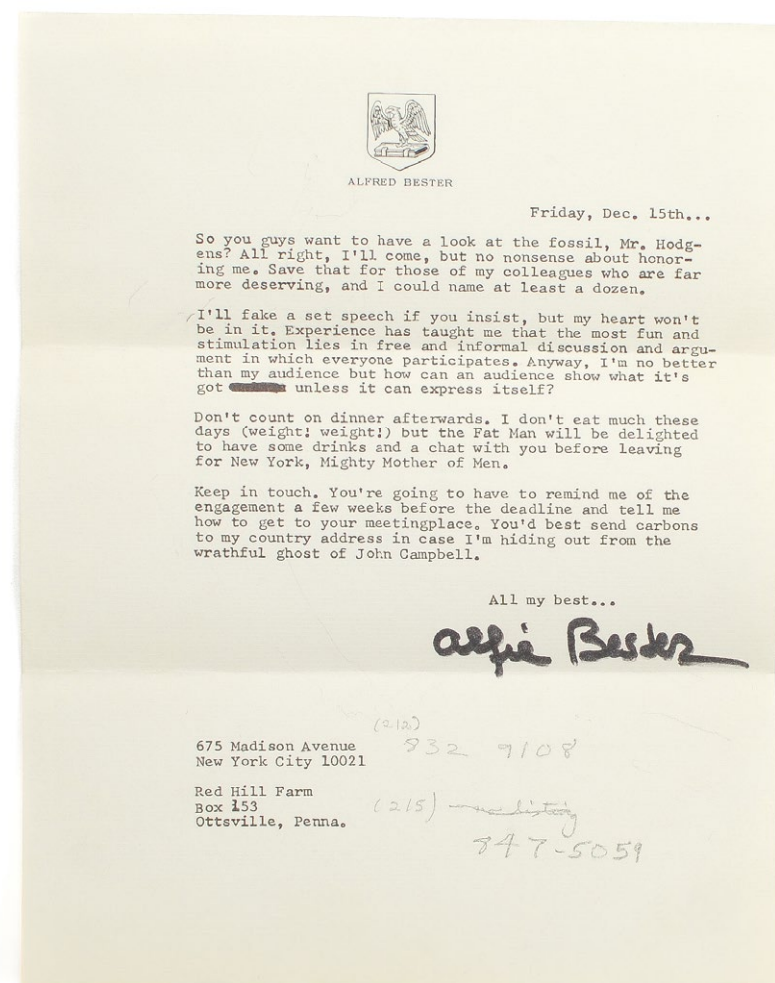 ALFRED BESTER
Friday, Dec. 15th...
So you guys want to have a look at the fossil, Mr. Hodg-
ens? All right, I'll come, but no nonsense about honor-
ing me. Save that for those of my colleagues who are far
more deserving, and I could name at least a dozen.
I'll fake a set speech if you insist, but my heart won't
be in it. Experience has taught me that the most fun and
stimulation lies in free and informal discussion and argu-
ment in which everyone participates. Anyway, I'm no better
than my audience but how can an audience show what it's
got unless it can express itself?
Don't count on dinner afterwards. I don't eat much these
days (weight! weight!) but the Fat Man will be delighted
to have some drinks and a chat with you before leaving
for New York, Mighty Mother of Men.
Keep in touch. You're going to have to remind me of the
engagement a few weeks before the deadline and tell me
how to get to your meetingplace. You'd best send carbons
to my country address in case I'm hiding out from the
wrathful ghost of John Campbell.
All my best...
Alfie Bester
(212)
675 Madison Avenue 832 9108
New York City 10021
Red Hill Farm
Box 153 (215) listing
Ottsville, Penna.
847-5059